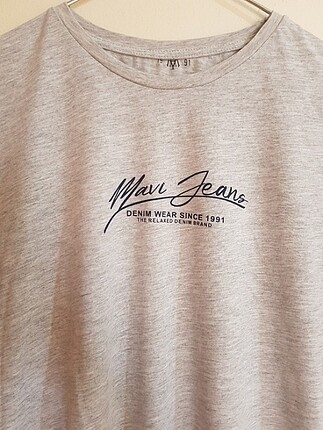 Mavi Jeans
DENIM WEAR SINCE 1991
THE RELAXED DENIM BRAND